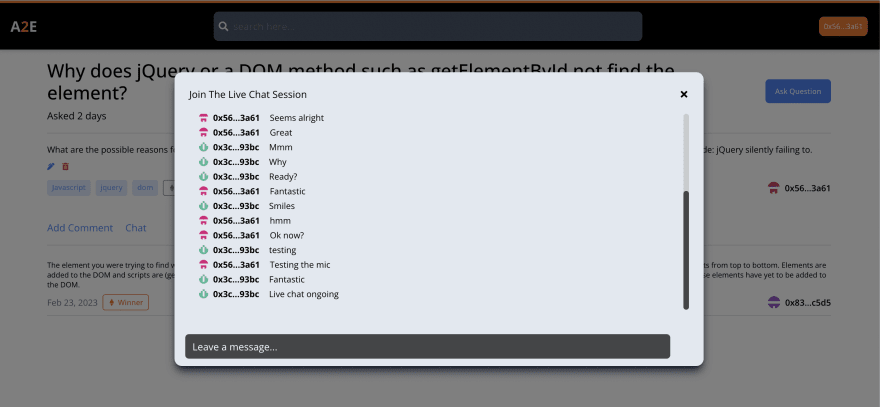 A2E
search here...
0x56...3a61
Why does jQuery or a DOM method such as getElementById not find the
element?
Ask Question
Asked 2 days
Join The Live Chat Session
0x56...3a61 Seems alright
0x56...3a61 Great
0x3c...93bc Mmm
0x3c...93bc Why
0x3c...93bc Ready?
0x56...3a61 Fantastic
0x3c...93bc Smiles
0x56...3a61 hmm
0x56...3a61 Ok now?
0x3c...93bc testing
0x56...3a61 Testing the mic
0x3c...93bc Fantastic
0x3c...93bc Live chat ongoing
Leave a message...
What are the possible reasons f
de: jQuery silently failing to.
Javascript jquery dom
0x56...3a61
Add Comment Chat
The element you were trying to find w
ts from top to bottom. Elements are
added to the DOM and scripts are (ge
se elements have yet to be added to
the DOM.
Feb 23, 2023 Winner
0x83...c5d5